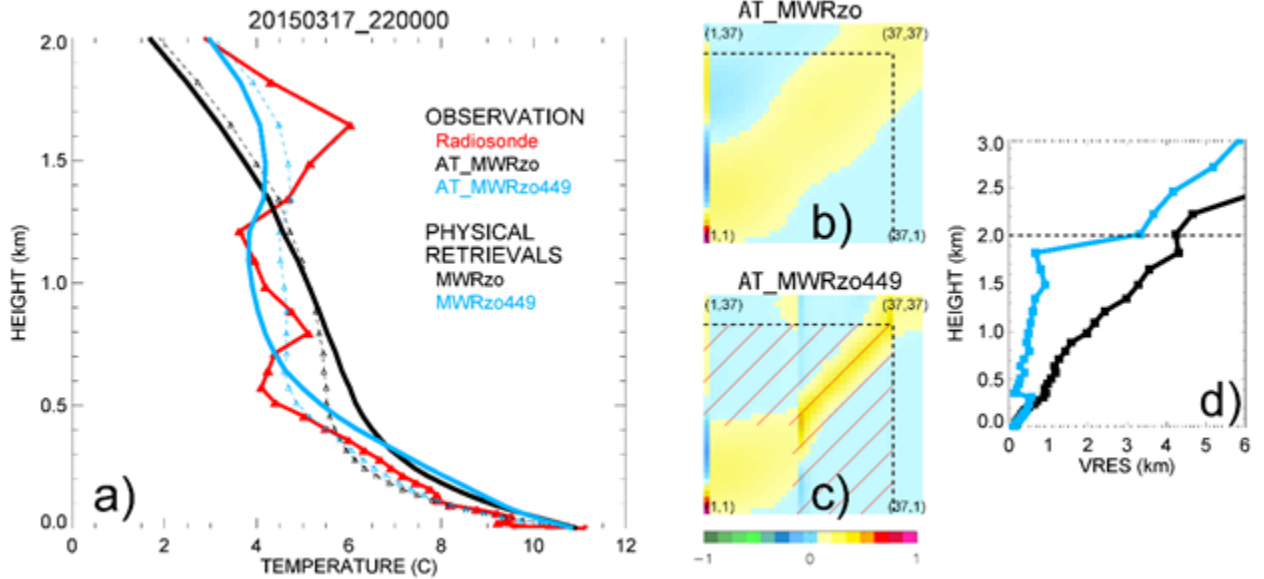 20150317_220000
2.0
1.5
1.0
0.5
0.0
HEIGHT (km)
0
2
4
6
8
10
12
TEMPERATURE (C)
OBSERVATION
Radiosonde
AT_MWRzo
AT_MWRzo449
PHYSICAL
RETRIEVALS
MWRzo
MWRzo449
a)
AT_MWRzo
(1,37)
(37,37)
b)
(1,1)
(37,1)
AT_MWRzo449
(1,37)
(37,37)
c)
(1,1)
(37,1)
−1
0
1
3.0
2.5
2.0
1.5
1.0
0.5
0.0
HEIGHT (km)
d)
0
1
2
3
4
5
6
VRES (km)